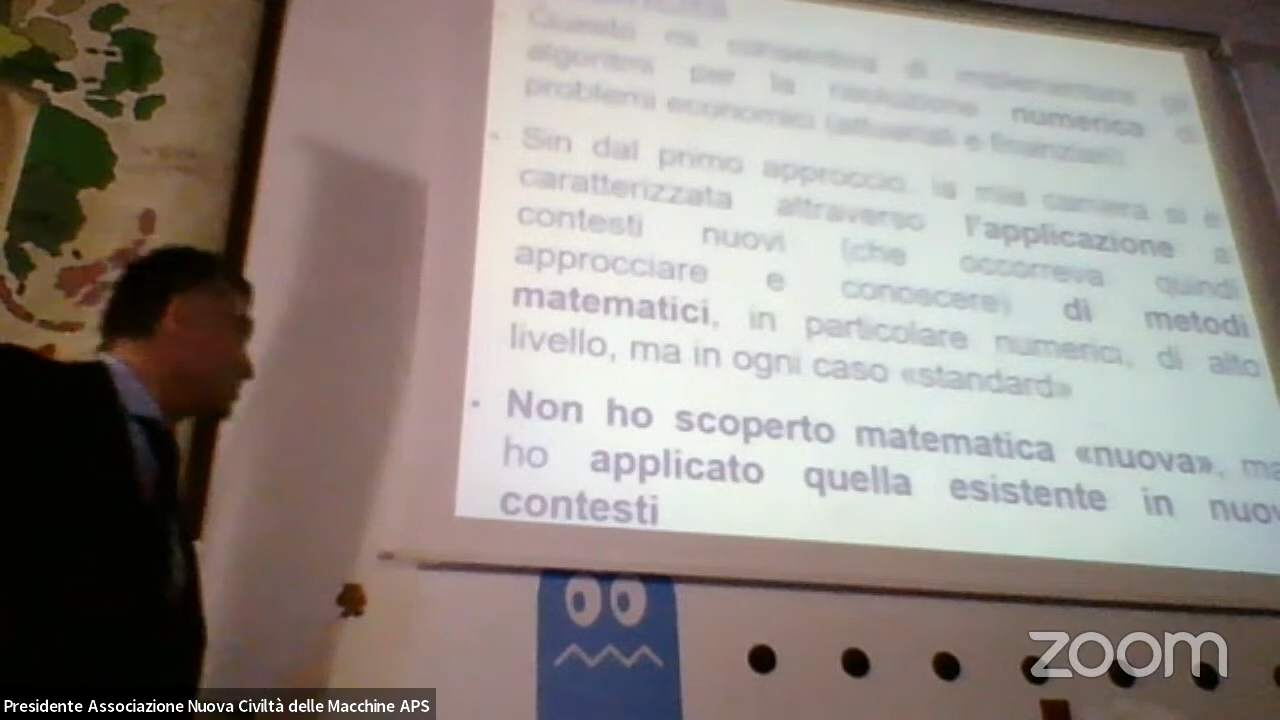 Questo mi consentiva di implementare gli
algoritmi per la risoluzione numerica di
problemi economici (attuariali e finanziari).
- Sin dal primo approccio, la mia carriera si è
caratterizzata attraverso l'applicazione a
contesti nuovi (che occorreva quindi
approcciare e conoscere) di metodi
matematici, in particolare numerici, di alto
livello, ma in ogni caso «standard»
- Non ho scoperto matematica «nuova», ma
ho applicato quella esistente in nuov
contesti
zoom
Presidente Associazione Nuova Civiltà delle Macchine APS